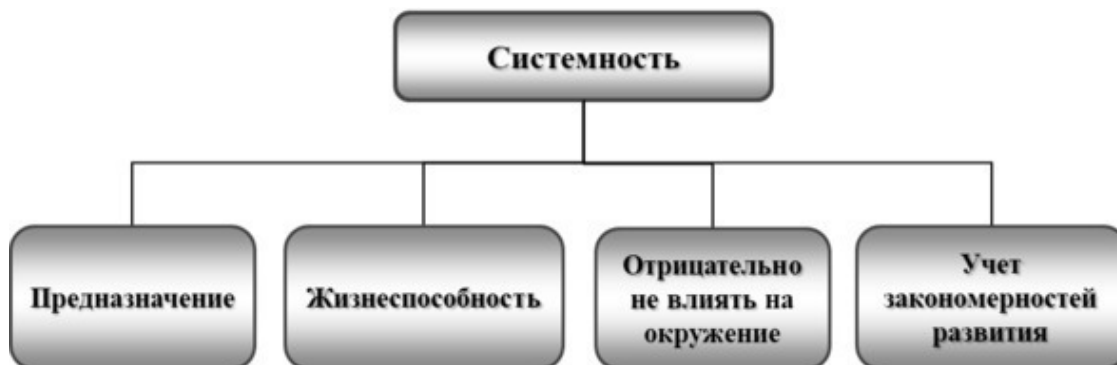 Системность
Предназначение
Жизнеспособность
Отрицательно
не влиять на
окружение
Учет
закономерностей
развития